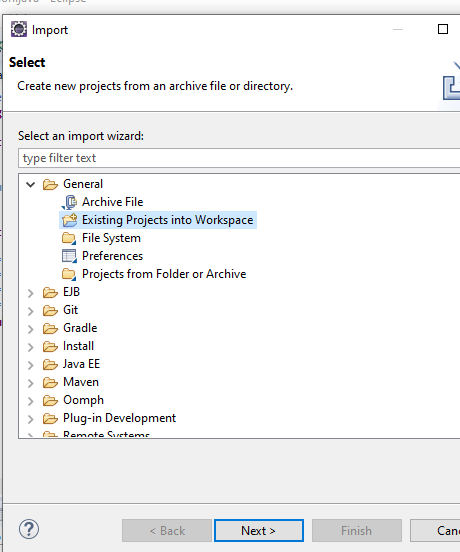 Import
Select
Create new projects from an archive file or directory.
Select an import wizard:
type filter text
General
Archive File
Existing Projects into Workspace
File System
Preferences
Projects from Folder or Archive
EJB
Git
Gradle
Install
Java EE
Maven
Oomph
Plug-in Development
Remote Systems
?
< Back
Next >
Finish
Canc